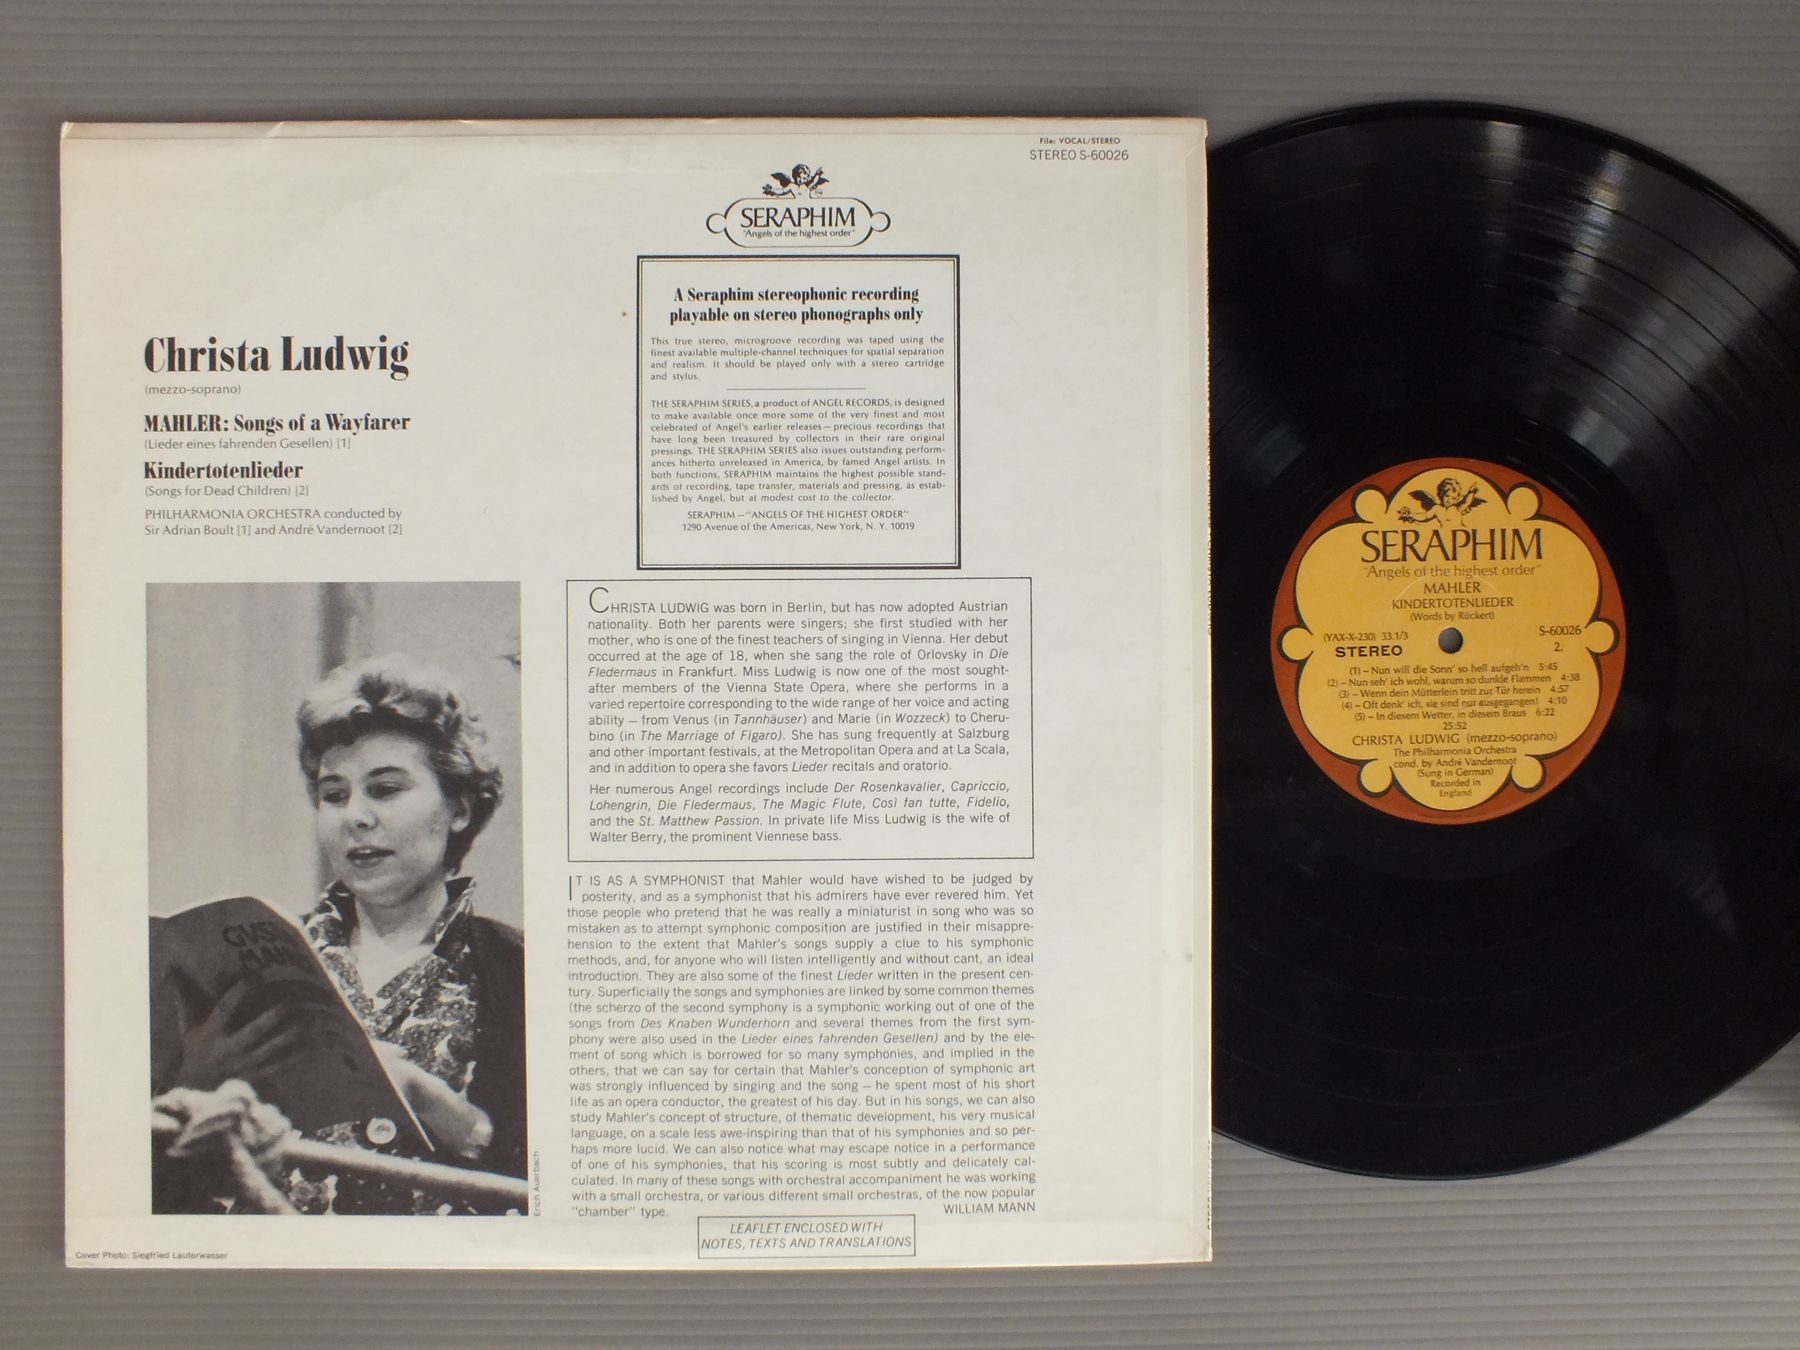 File: VOCAL/STEREO
STEREO S-60026
SERAPHIM
"Angels of the highest order"
A Seraphim stereophonic recording
playable on stereo phonographs only
This true stereo, microgroove recording was taped using the
finest available multiple-channel techniques for spatial separation
and realism. It should be played only with a stereo cartridge
and stylus.
THE SERAPHIM SERIES, a product of ANGEL RECORDS, is designed
to make available once more some of the very finest and most
celebrated of Angel's earlier releases — precious recordings that
have long been treasured by collectors in their rare original
pressings. THE SERAPHIM SERIES also issues outstanding perform-
ances hitherto unreleased in America, by famed Angel artists. In
both functions, SERAPHIM maintains the highest possible stand-
ards of recording, tape transfer, materials and pressing, as estab-
lished by Angel, but at modest cost to the collector.
SERAPHIM — "ANGELS OF THE HIGHEST ORDER"
1290 Avenue of the Americas, New York, N. Y. 10019
Christa Ludwig
(mezzo-soprano)
MAHLER: Songs of a Wayfarer
(Lieder eines fahrenden Gesellen) [1]
Kindertotenlieder
(Songs for Dead Children) [2]
PHILHARMONIA ORCHESTRA conducted by
Sir Adrian Boult [1] and André Vandernoot [2]
CHRISTA LUDWIG was born in Berlin, but has now adopted Austrian
nationality. Both her parents were singers; she first studied with her
mother, who is one of the finest teachers of singing in Vienna. Her debut
occurred at the age of 18, when she sang the role of Orlovsky in Die
Fledermaus in Frankfurt. Miss Ludwig is now one of the most sought-
after members of the Vienna State Opera, where she performs in a
varied repertoire corresponding to the wide range of her voice and acting
ability — from Venus (in Tannhäuser) and Marie (in Wozzeck) to Cheru-
bino (in The Marriage of Figaro). She has sung frequently at Salzburg
and other important festivals, at the Metropolitan Opera and at La Scala,
and in addition to opera she favors Lieder recitals and oratorio.
Her numerous Angel recordings include Der Rosenkavalier, Capriccio,
Lohengrin, Die Fledermaus, The Magic Flute, Così fan tutte, Fidelio,
and the St. Matthew Passion. In private life Miss Ludwig is the wife of
Walter Berry, the prominent Viennese bass.
IT IS AS A SYMPHONIST that Mahler would have wished to be judged by
posterity, and as a symphonist that his admirers have ever revered him. Yet
those people who pretend that he was really a miniaturist in song who was so
mistaken as to attempt symphonic composition are justified in their misappre-
hension to the extent that Mahler's songs supply a clue to his symphonic
methods, and, for anyone who will listen intelligently and without cant, an ideal
introduction. They are also some of the finest Lieder written in the present cen-
tury. Superficially the songs and symphonies are linked by some common themes
(the scherzo of the second symphony is a symphonic working out of one of the
songs from Des Knaben Wunderhorn and several themes from the first sym-
phony were also used in the Lieder eines fahrenden Gesellen) and by the ele-
ment of song which is borrowed for so many symphonies, and implied in the
others, that we can say for certain that Mahler's conception of symphonic art
was strongly influenced by singing and the song — he spent most of his short
life as an opera conductor, the greatest of his day. But in his songs, we can also
study Mahler's concept of structure, of thematic development, his very musical
language, on a scale less awe-inspiring than that of his symphonies and so per-
haps more lucid. We can also notice what may escape notice in a performance
of one of his symphonies, that his scoring is most subtly and delicately cal-
culated. In many of these songs with orchestral accompaniment he was working
with a small orchestra, or various different small orchestras, of the now popular
"chamber" type.
WILLIAM MANN
LEAFLET ENCLOSED WITH
NOTES, TEXTS AND TRANSLATIONS
Erich Auerbach
Cover Photo: Siegfried Lauterwasser
SERAPHIM
"Angels of the highest order"
MAHLER
KINDERTOTENLIEDER
(Words by Rückert)
(YAX-X-230) 33.1/3
STEREO
S-60026
2.
(1) — Nun will die Sonn' so hell aufgeh'n 5:45
(2) — Nun seh' ich wohl, warum so dunkle Flammen 4:38
(3) — Wenn dein Mütterlein tritt zur Tür herein 4:57
(4) — Oft denk' ich, sie sind nur ausgegangen! 4:10
(5) — In diesem Wetter, in diesem Braus 6:22
25:52
CHRISTA LUDWIG (mezzo-soprano)
The Philharmonia Orchestra
cond. by André Vandernoot
(Sung in German)
Recorded in
England